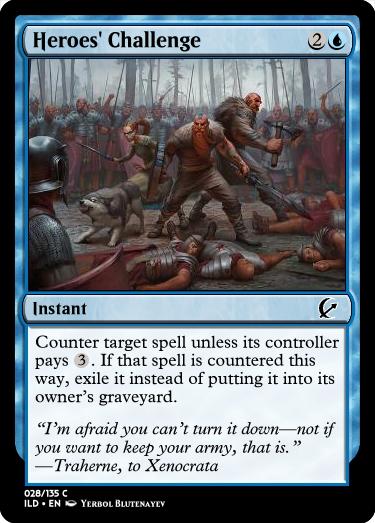 Heroes' Challenge 2
Instant
Counter target spell unless its controller
pays 3. If that spell is countered this
way, exile it instead of putting it into its
owner's graveyard.
“I'm afraid you can't turn it down—not if
you want to keep your army, that is.”
—Traherne, to Xenocrata
028/135 C
ILD • EN Yerbol Blutenayev